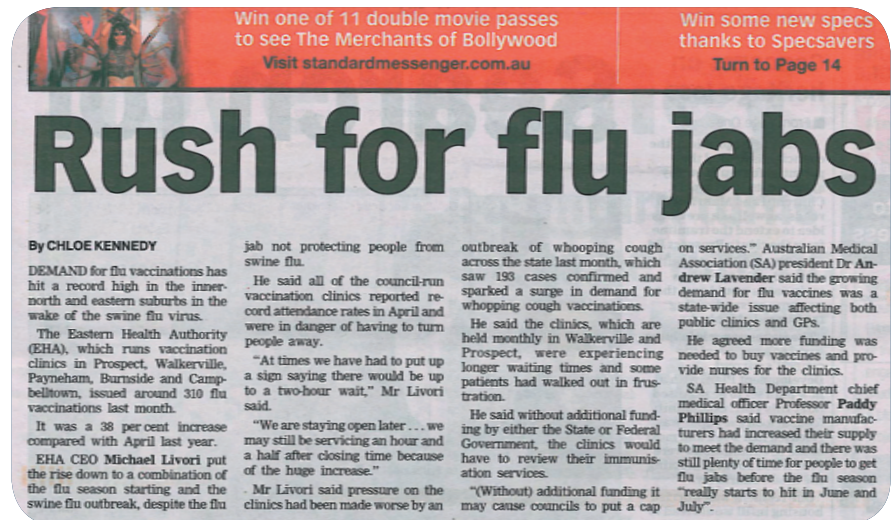 Win one of 11 double movie passes
to see The Merchants of Bollywood
Visit standardmessenger.com.au
Win some new specs
thanks to Specsavers
Turn to Page 14
Rush for flu jabs
By CHLOE KENNEDY
DEMAND for flu vaccinations has
hit a record high in the inner-
north and eastern suburbs in the
wake of the swine flu virus.
The Eastern Health Authority
(EHA), which runs vaccination
clinics in Prospect, Walkerville,
Payneham, Burnside and Camp-
belltown, issued around 310 flu
vaccinations last month.
It was a 38 per cent increase
compared with April last year.
EHA CEO Michael Livori put
the rise down to a combination of
the flu season starting and the
swine flu outbreak, despite the flu
jab not protecting people from
swine flu.
He said all of the council-run
vaccination clinics reported re-
cord attendance rates in April and
were in danger of having to turn
people away.
“At times we have had to put up
a sign saying there would be up
to a two-hour wait,” Mr Livori
said.
“We are staying open later . . . we
may still be servicing an hour and
a half after closing time because
of the huge increase.”
Mr Livori said pressure on the
clinics had been made worse by an
outbreak of whooping cough
across the state last month, which
saw 193 cases confirmed and
sparked a surge in demand for
whopping cough vaccinations.
He said the clinics, which are
held monthly in Walkerville and
Prospect, were experiencing
longer waiting times and some
patients had walked out in frus-
tration.
He said without additional fund-
ing by either the State or Federal
Government, the clinics would
have to review their immunis-
ation services.
“(Without) additional funding it
may cause councils to put a cap
on services.” Australian Medical
Association (SA) president Dr An-
drew Lavender said the growing
demand for flu vaccines was a
state-wide issue affecting both
public clinics and GPs.
He agreed more funding was
needed to buy vaccines and pro-
vide nurses for the clinics.
SA Health Department chief
medical officer Professor Paddy
Phillips said vaccine manufac-
turers had increased their supply
to meet the demand and there was
still plenty of time for people to get
flu jabs before the flu season
“really starts to hit in June and
July”.